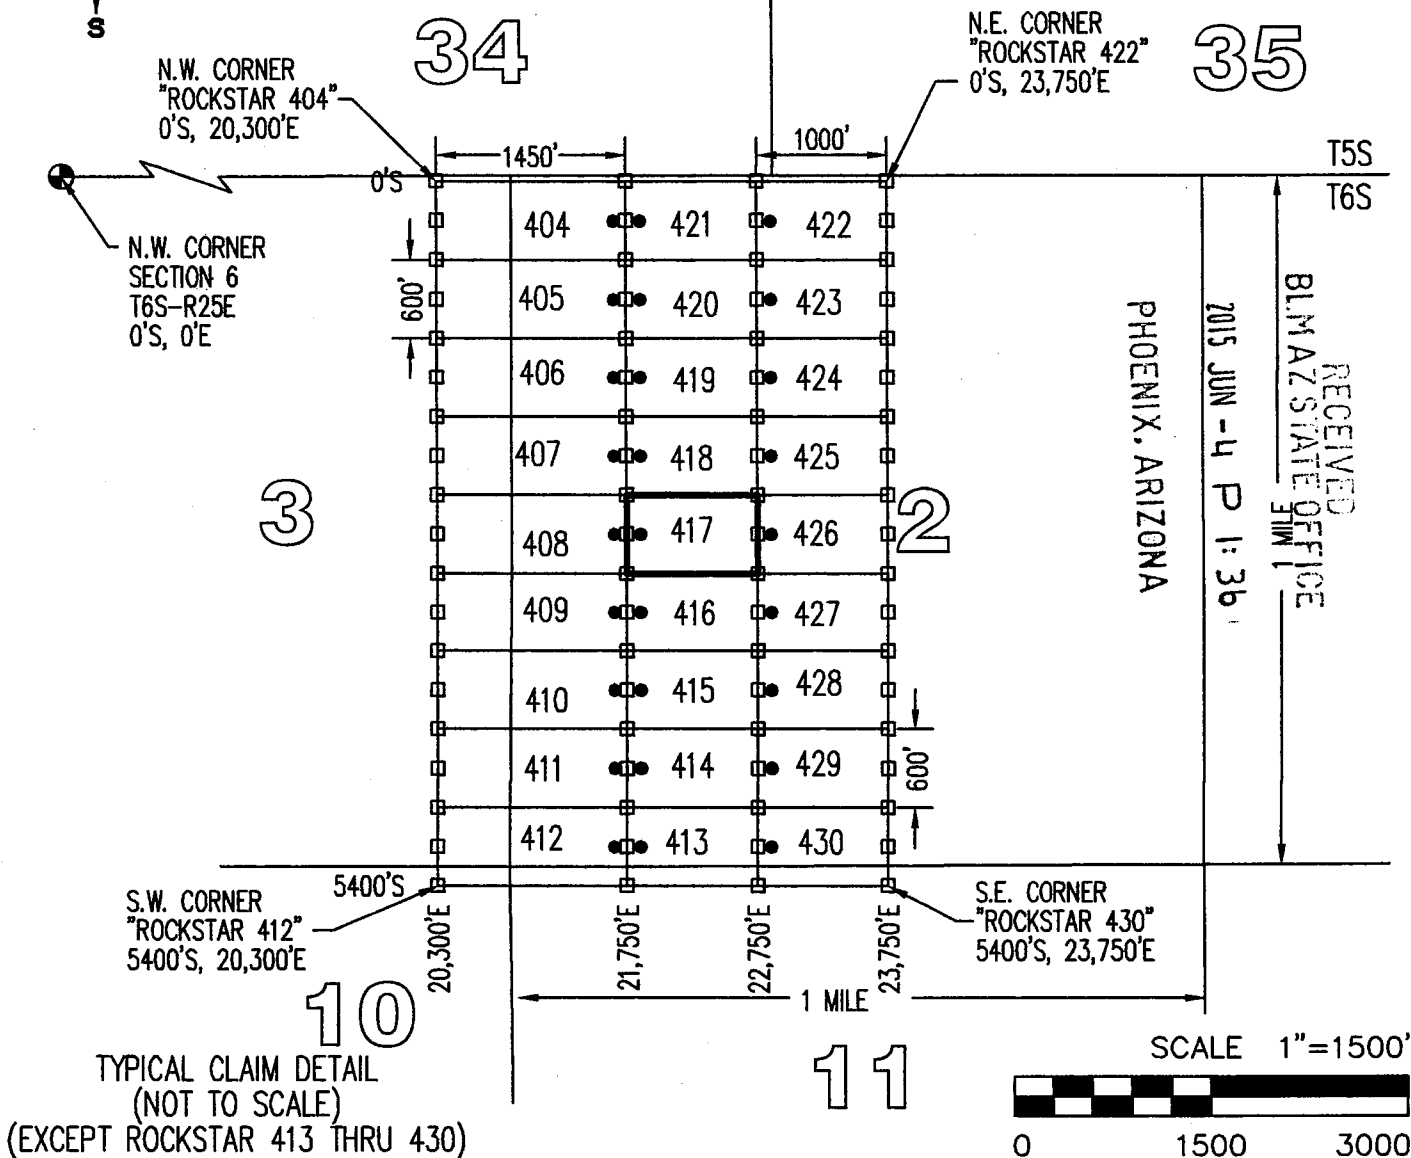 S
34
35
N.W. CORNER
"ROCKSTAR 404"
0'S, 20,300'E
N.E. CORNER
"ROCKSTAR 422"
0'S, 23,750'E
1450'
1000'
T5S
T6S
0'S
N.W. CORNER
SECTION 6
T6S-R25E
0'S, 0'E
600'
404 421 422
405 420 423
406 419 424
407 418 425
408 417 426
409 416 427
410 415 428
411 414 429
412 413 430
3
2
600'
RECEIVED
BLM AZ STATE OFFICE
1 MILE
2015 JUN -4 P 1:36
PHOENIX, ARIZONA
5400'S
S.W. CORNER
"ROCKSTAR 412"
5400'S, 20,300'E
20,300'E
21,750'E
22,750'E
23,750'E
S.E. CORNER
"ROCKSTAR 430"
5400'S, 23,750'E
1 MILE
10
11
TYPICAL CLAIM DETAIL
(NOT TO SCALE)
(EXCEPT ROCKSTAR 413 THRU 430)
SCALE 1"=1500'
0 1500 3000